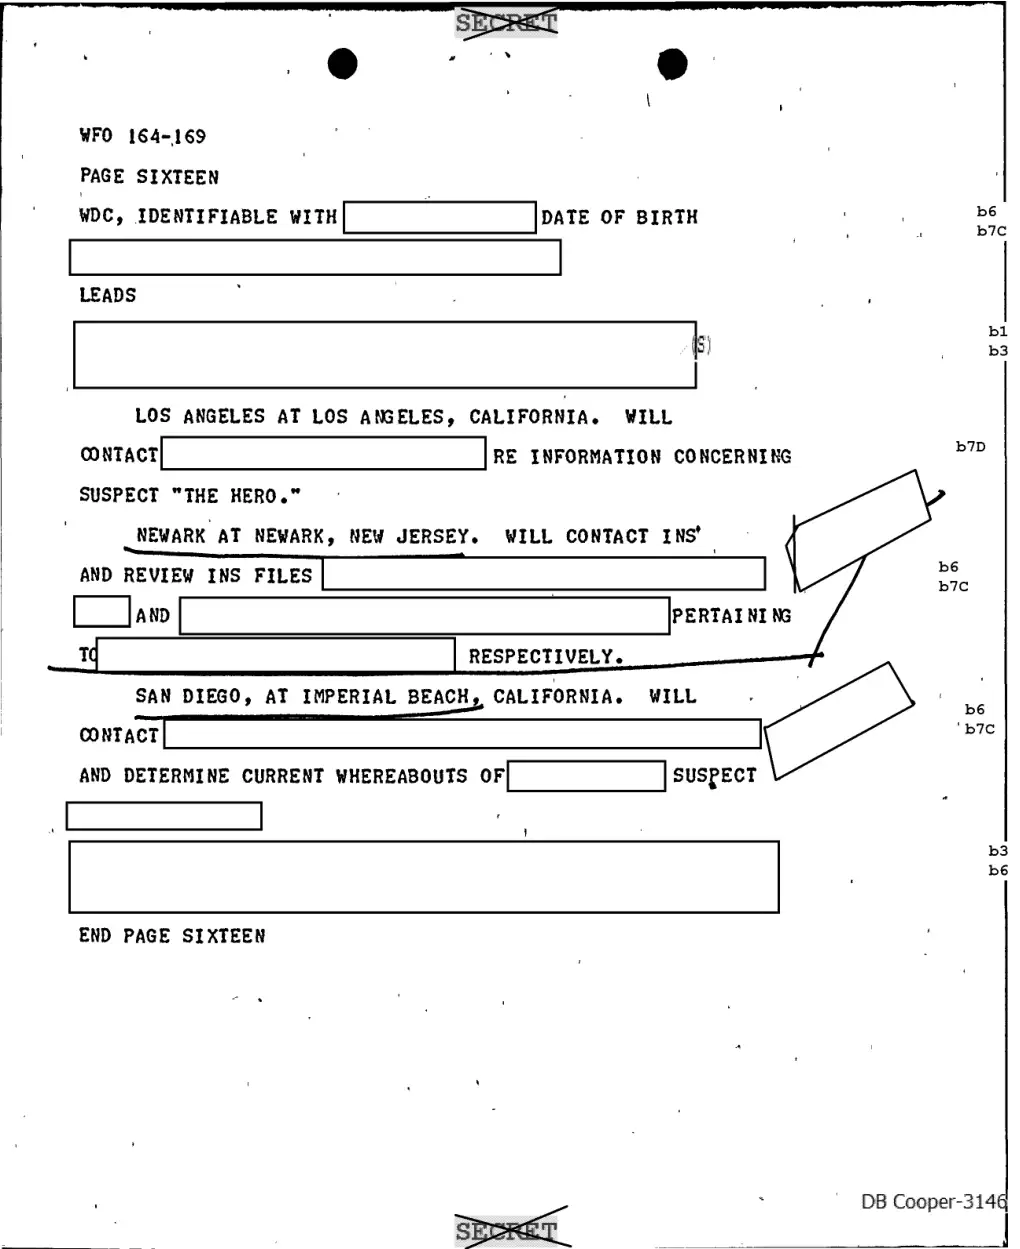 SECRET
WFO 164-169
PAGE SIXTEEN
WDC, IDENTIFIABLE WITH DATE OF BIRTH
b6
b7C
LEADS
(S)
b1
b3
LOS ANGELES AT LOS ANGELES, CALIFORNIA. WILL
CONTACT RE INFORMATION CONCERNING
b7D
SUSPECT "THE HERO."
NEWARK AT NEWARK, NEW JERSEY. WILL CONTACT INS'
AND REVIEW INS FILES
b6
b7C
AND PERTAINING
TO RESPECTIVELY.
SAN DIEGO, AT IMPERIAL BEACH, CALIFORNIA. WILL
b6
b7C
CONTACT
AND DETERMINE CURRENT WHEREABOUTS OF SUSPECT
b3
b6
END PAGE SIXTEEN
DB Cooper-3146
SECRET